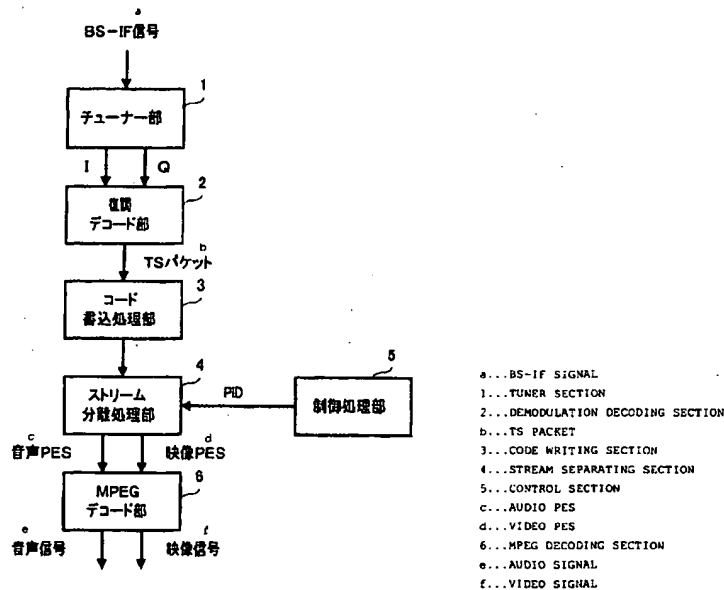 a
BS-IF信号
1
チューナー部
I
Q
2
復調
デコード部
b
TSパケット
3
コード
書込処理部
4
ストリーム
分離処理部
PID
5
制御処理部
c
音声PES
d
映像PES
6
MPEG
デコード部
e
音声信号
f
映像信号
a...BS-IF SIGNAL
1...TUNER SECTION
2...DEMODULATION DECODING SECTION
b...TS PACKET
3...CODE WRITING SECTION
4...STREAM SEPARATING SECTION
5...CONTROL SECTION
c...AUDIO PES
d...VIDEO PES
6...MPEG DECODING SECTION
e...AUDIO SIGNAL
f...VIDEO SIGNAL